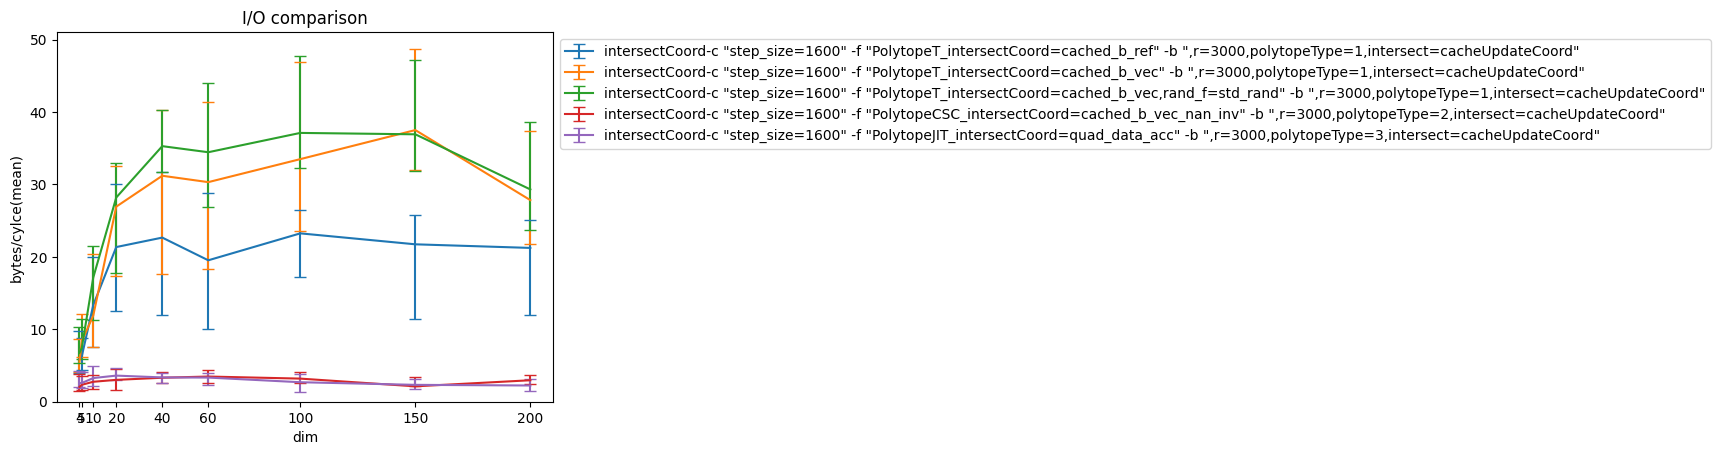 I/O comparison
50
40
30
20
10
0
bytes/cylce(mean)
4 5 10 20 40 60 100 150 200
dim
intersectCoord-c "step_size=1600" -f "PolytopeT_intersectCoord=cached_b_ref" -b ",r=3000,polytopeType=1,intersect=cacheUpdateCoord"
intersectCoord-c "step_size=1600" -f "PolytopeT_intersectCoord=cached_b_vec" -b ",r=3000,polytopeType=1,intersect=cacheUpdateCoord"
intersectCoord-c "step_size=1600" -f "PolytopeT_intersectCoord=cached_b_vec,rand_f=std_rand" -b ",r=3000,polytopeType=1,intersect=cacheUpdateCoord"
intersectCoord-c "step_size=1600" -f "PolytopeCSC_intersectCoord=cached_b_vec_nan_inv" -b ",r=3000,polytopeType=2,intersect=cacheUpdateCoord"
intersectCoord-c "step_size=1600" -f "PolytopeJIT_intersectCoord=quad_data_acc" -b ",r=3000,polytopeType=3,intersect=cacheUpdateCoord"